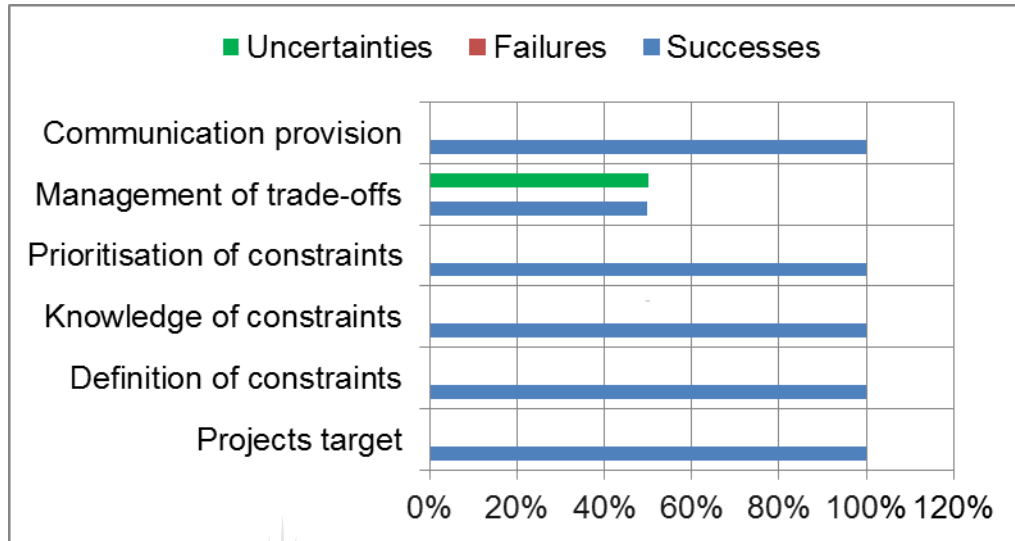 Uncertainties Failures Successes
Communication provision
Management of trade-offs
Prioritisation of constraints
Knowledge of constraints
Definition of constraints
Projects target
0% 20% 40% 60% 80% 100% 120%